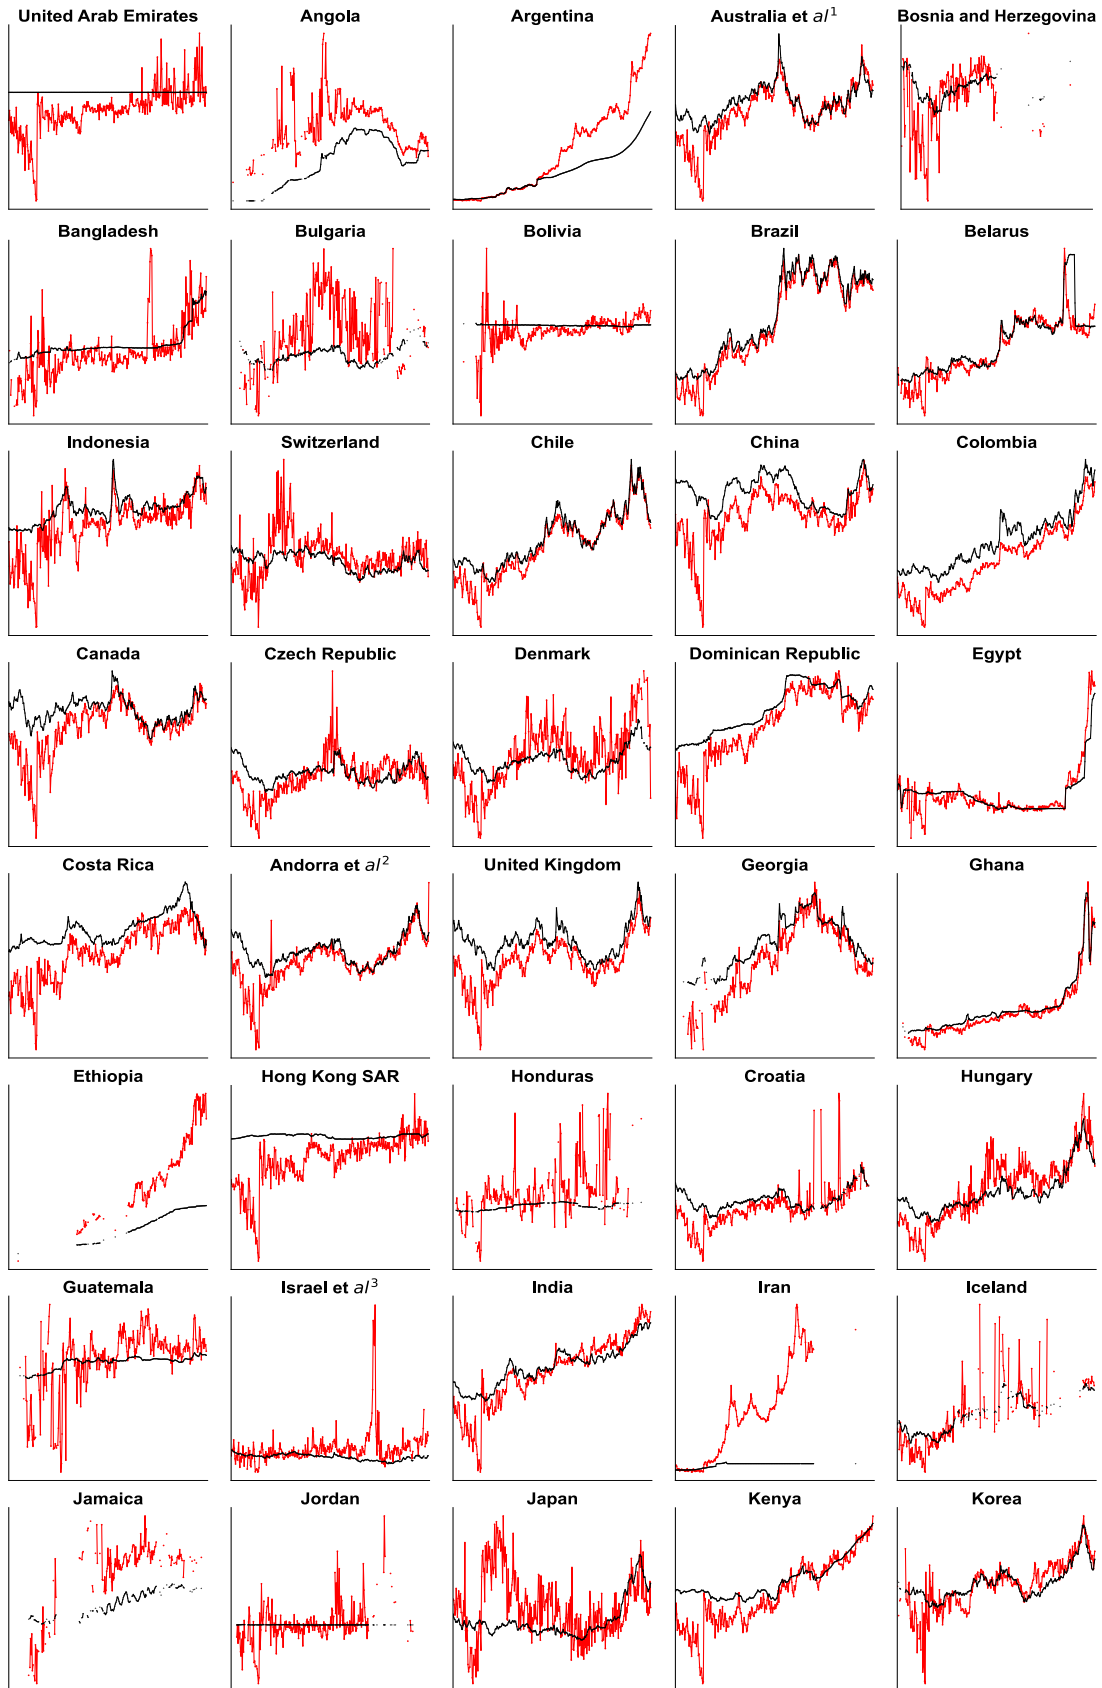 United Arab Emirates Angola Argentina Australia et al1 Bosnia and Herzegovina
Bangladesh Bulgaria Bolivia Brazil Belarus
Indonesia Switzerland Chile China Colombia
Canada Czech Republic Denmark Dominican Republic Egypt
Costa Rica Andorra et al2 United Kingdom Georgia Ghana
Ethiopia Hong Kong SAR Honduras Croatia Hungary
Guatemala Israel et al3 India Iran Iceland
Jamaica Jordan Japan Kenya Korea